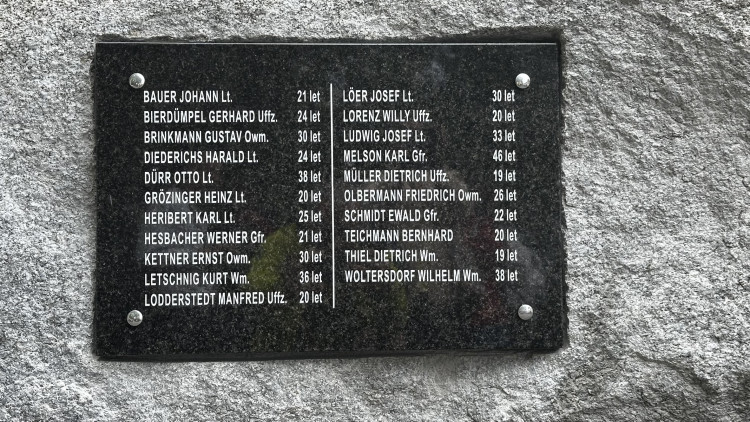 BAUER JOHANN Lt. 21 let
BIERDÜMPEL GERHARD Uffz. 24 let
BRINKMANN GUSTAV Owm. 30 let
DIEDERICHS HARALD Lt. 24 let
DÜRR OTTO Lt. 38 let
GRÖZINGER HEINZ Lt. 20 let
HERIBERT KARL Lt. 25 let
HESBACHER WERNER Gfr. 21 let
KETTNER ERNST Owm. 30 let
LETSCHNIG KURT Wm. 36 let
LODDERSTEDT MANFRED Uffz. 20 let
LÖER JOSEF Lt. 30 let
LORENZ WILLY Uffz. 20 let
LUDWIG JOSEF Lt. 33 let
MELSON KARL Gfr. 46 let
MÜLLER DIETRICH Uffz. 19 let
OLBERMANN FRIEDRICH Owm. 26 let
SCHMIDT EWALD Gfr. 22 let
TEICHMANN BERNHARD 20 let
THIEL DIETRICH Wm. 19 let
WOLTERSDORF WILHELM Wm. 38 let